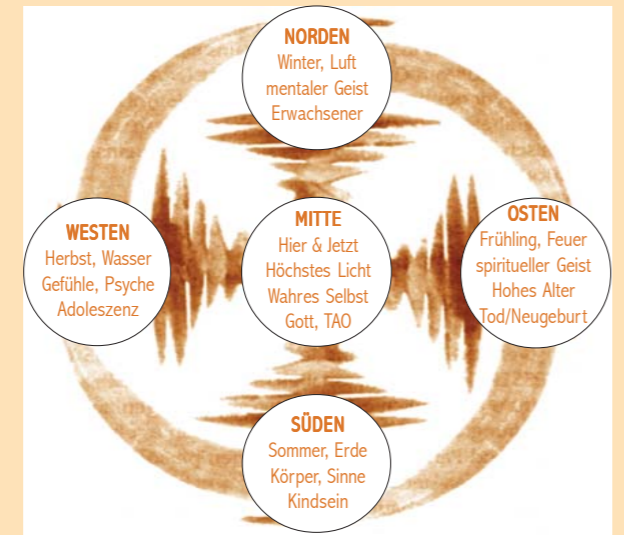 NORDEN
Winter, Luft
mentaler Geist
Erwachsener
WESTEN
Herbst, Wasser
Gefühle, Psyche
Adoleszenz
MITTE
Hier & Jetzt
Höchstes Licht
Wahres Selbst
Gott, TAO
OSTEN
Frühling, Feuer
spiritueller Geist
Hohes Alter
Tod/Neugeburt
SÜDEN
Sommer, Erde
Körper, Sinne
Kindsein